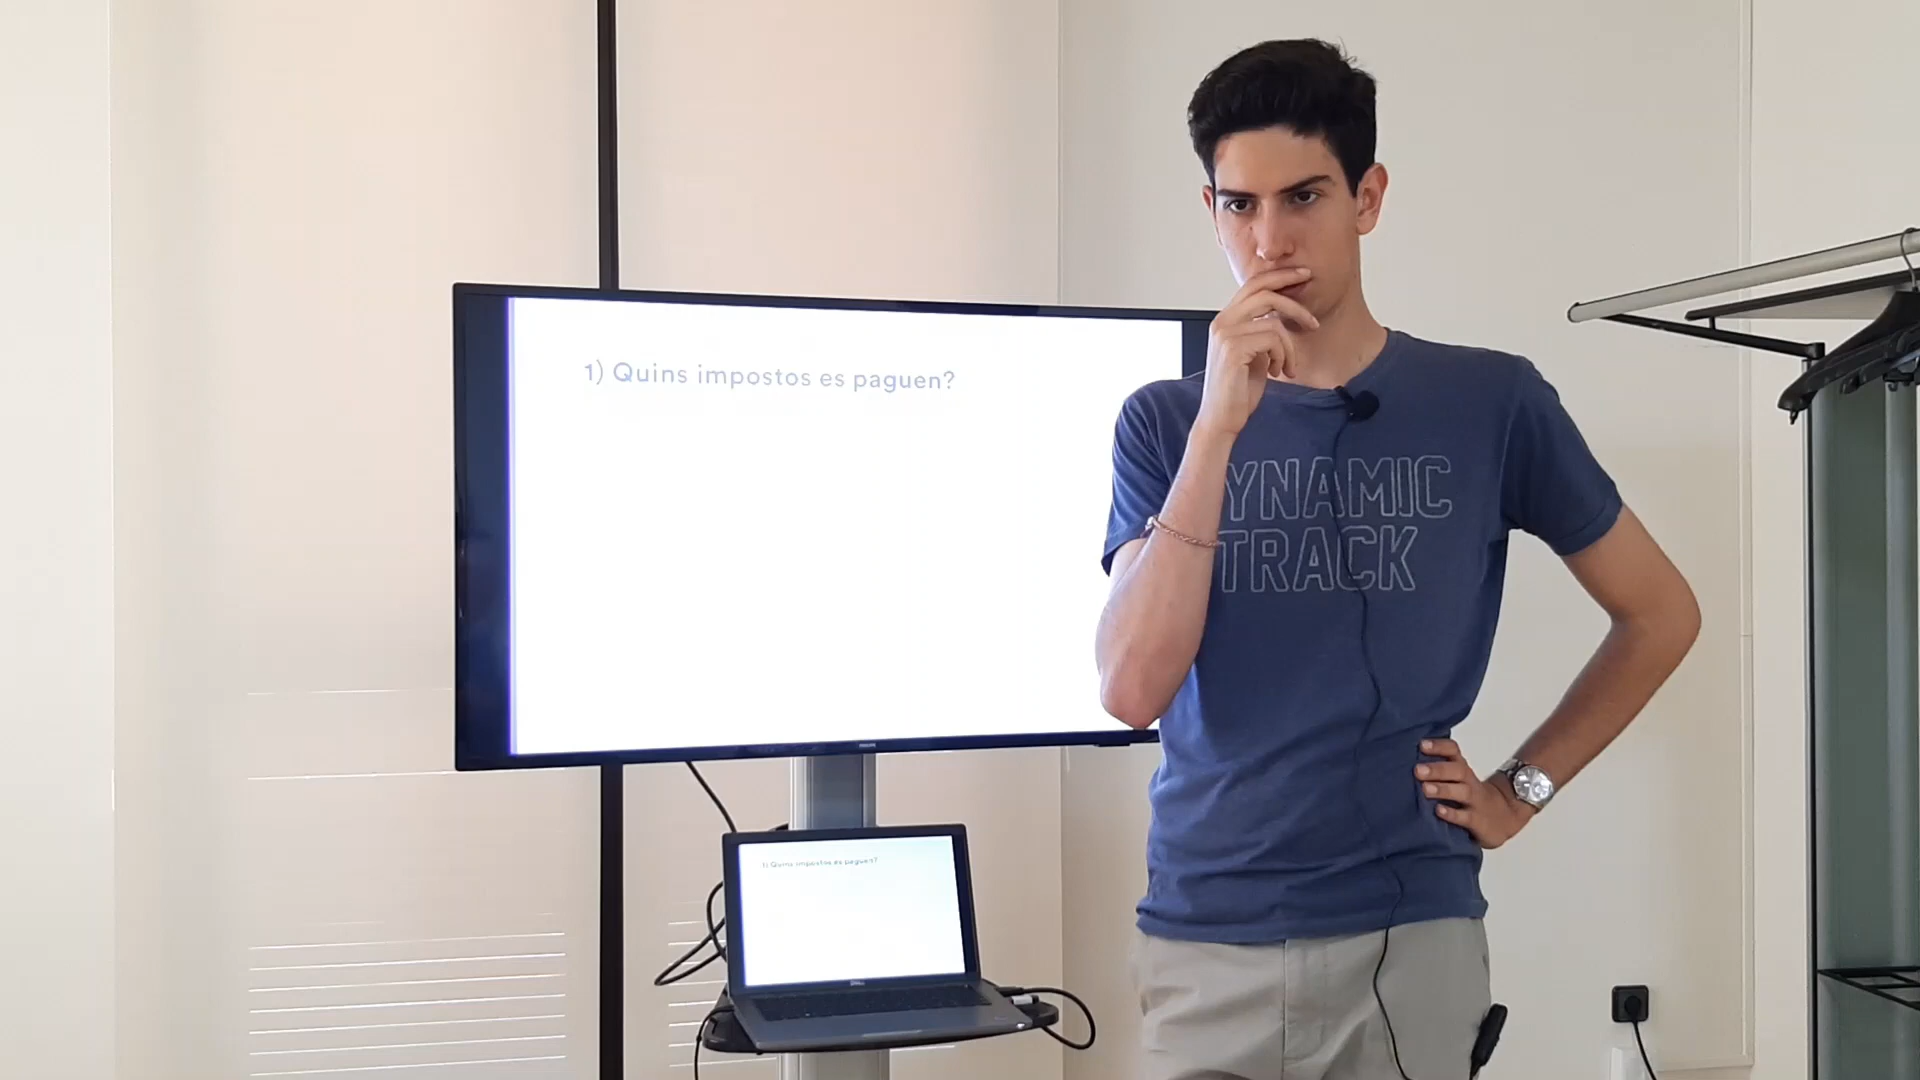 1) Quins impostos es paguen?
YNAMIC
TRACK
1) Quins impostos es paguen?